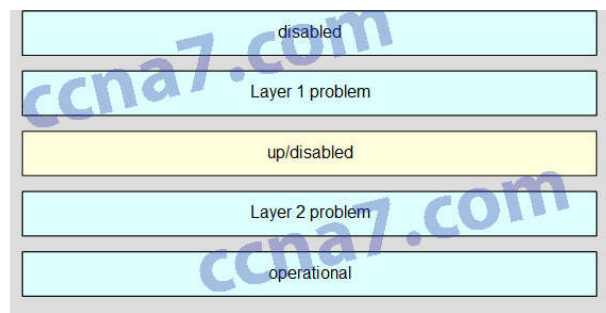 disabled
ccna7.com
Layer 1 problem
up/disabled
Layer 2 problem
ccna7.com
operational